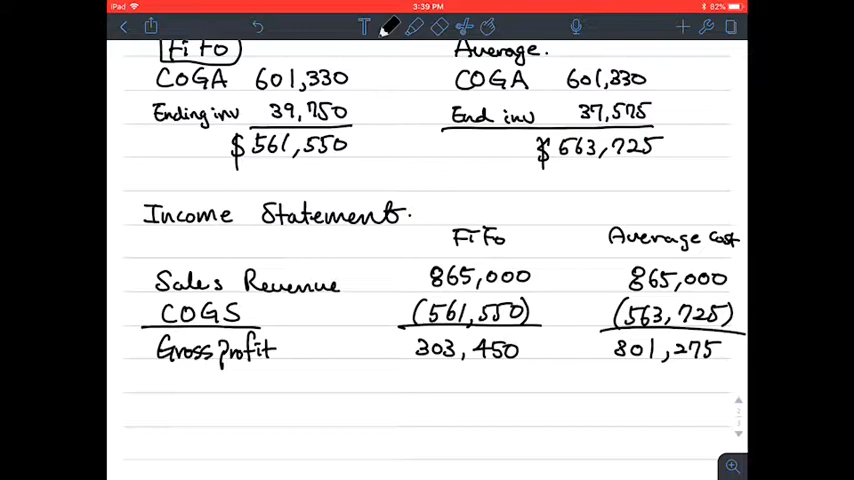 iPad 3:39 PM 82%
T
FiFo Average.
COGA 601,330 COGA 601,330
Ending inv 39,750 End inv 37,575
$561,550 $563,725
Income Statement.
FiFo Average Cost
Sales Revenue 865,000 865,000
COGS (561,550) (563,725)
Gross profit 303,450 801,275